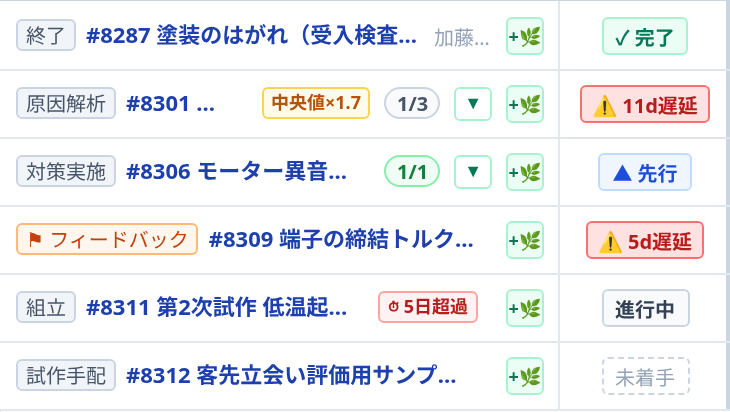 終了 #8287 塗装のはがれ（受入検査... 加藤... +🌿 ✓完了
原因解析 #8301 ... 中央値×1.7 1/3 ▼ +🌿 ⚠️ 11d遅延
対策実施 #8306 モーター異音... 1/1 ▼ +🌿 ▲ 先行
⚑ フィードバック #8309 端子の締結トルク... +🌿 ⚠️ 5d遅延
組立 #8311 第2次試作 低温起... ⏱5日超過 +🌿 進行中
試作手配 #8312 客先立会い評価用サンプ... +🌿 未着手